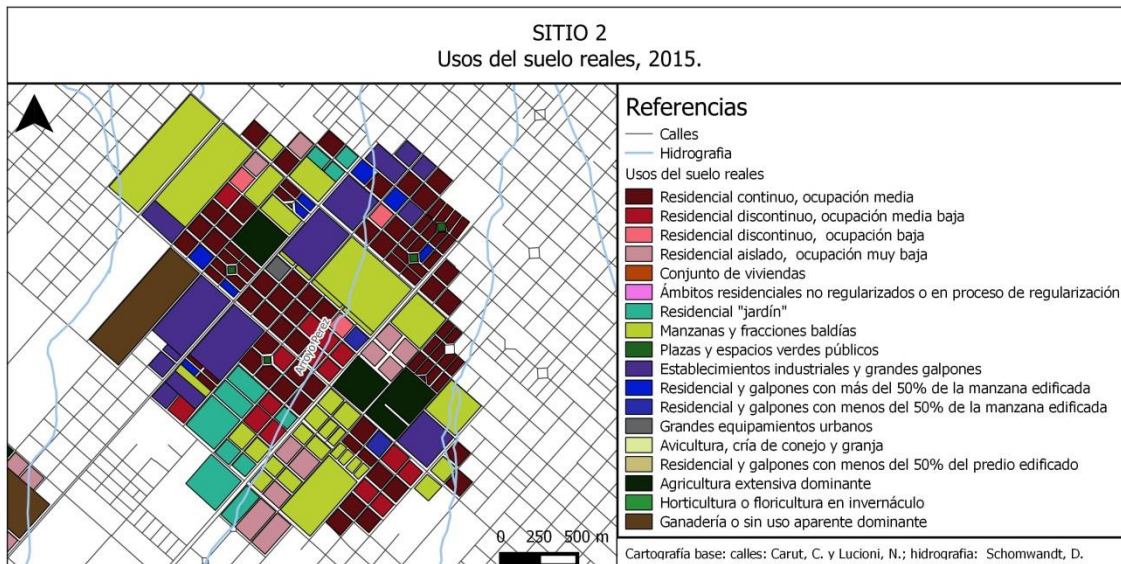 SITIO 2
Usos del suelo reales, 2015.
Arroyo Perez
0 250 500 m
Referencias
Calles
Hidrografia
Usos del suelo reales
Residencial continuo, ocupación media
Residencial discontinuo, ocupación media baja
Residencial discontinuo, ocupación baja
Residencial aislado, ocupación muy baja
Conjunto de viviendas
Ámbitos residenciales no regularizados o en proceso de regularización
Residencial "jardín"
Manzanas y fracciones baldías
Plazas y espacios verdes públicos
Establecimientos industriales y grandes galpones
Residencial y galpones con más del 50% de la manzana edificada
Residencial y galpones con menos del 50% de la manzana edificada
Grandes equipamientos urbanos
Avicultura, cría de conejo y granja
Residencial y galpones con menos del 50% del predio edificado
Agricultura extensiva dominante
Horticultura o floricultura en invernáculo
Ganadería o sin uso aparente dominante
Cartografía base: calles: Carut, C. y Lucioni, N.; hidrografia: Schomwandt, D.